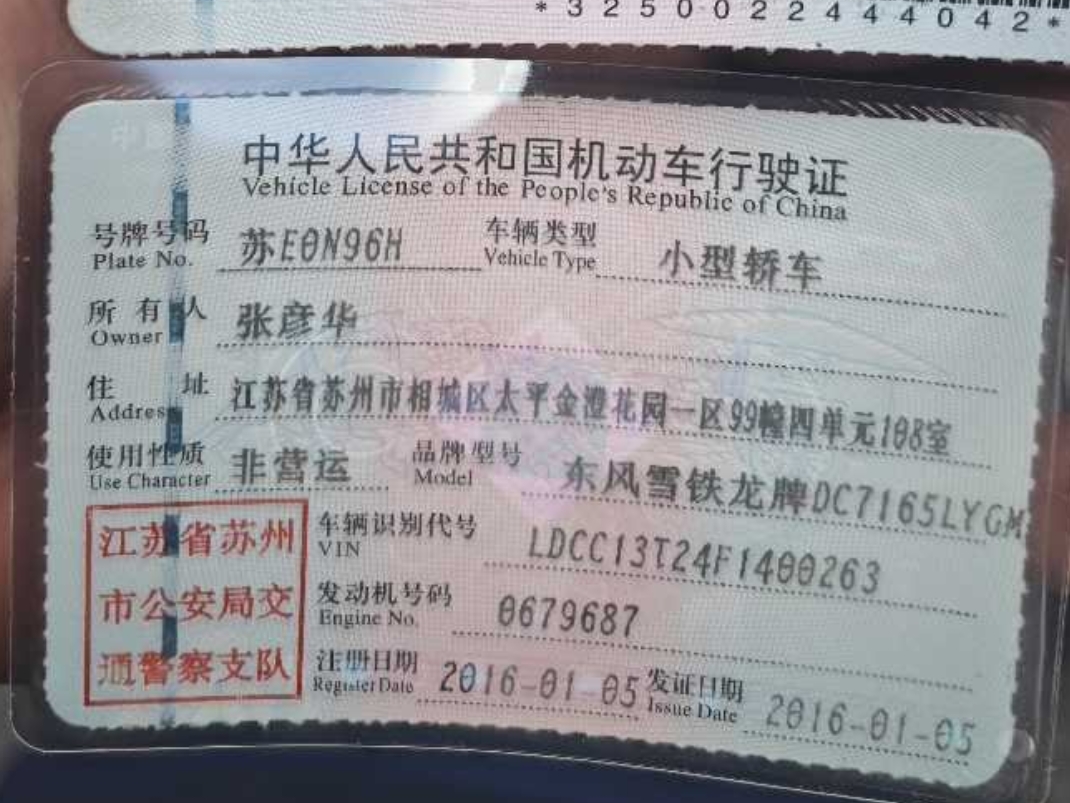 *3250022444042*
中华人民共和国机动车行驶证
Vehicle License of the People's Republic of China
号牌号码 苏E0N96H 车辆类型 小型轿车
Plate No. Vehicle Type
所有人 张彦华
Owner
住址 江苏省苏州市相城区太平金澄花园一区99幢四单元108室
Address
使用性质 非营运 品牌型号 东风雪铁龙牌DC7165LYGM
Use Character Model
江苏省苏州
市公安局交
通警察支队
车辆识别代号 LDCC13T24F1400263
VIN
发动机号码 0679687
Engine No.
注册日期 2016-01-05 发证日期 2016-01-05
Register Date Issue Date